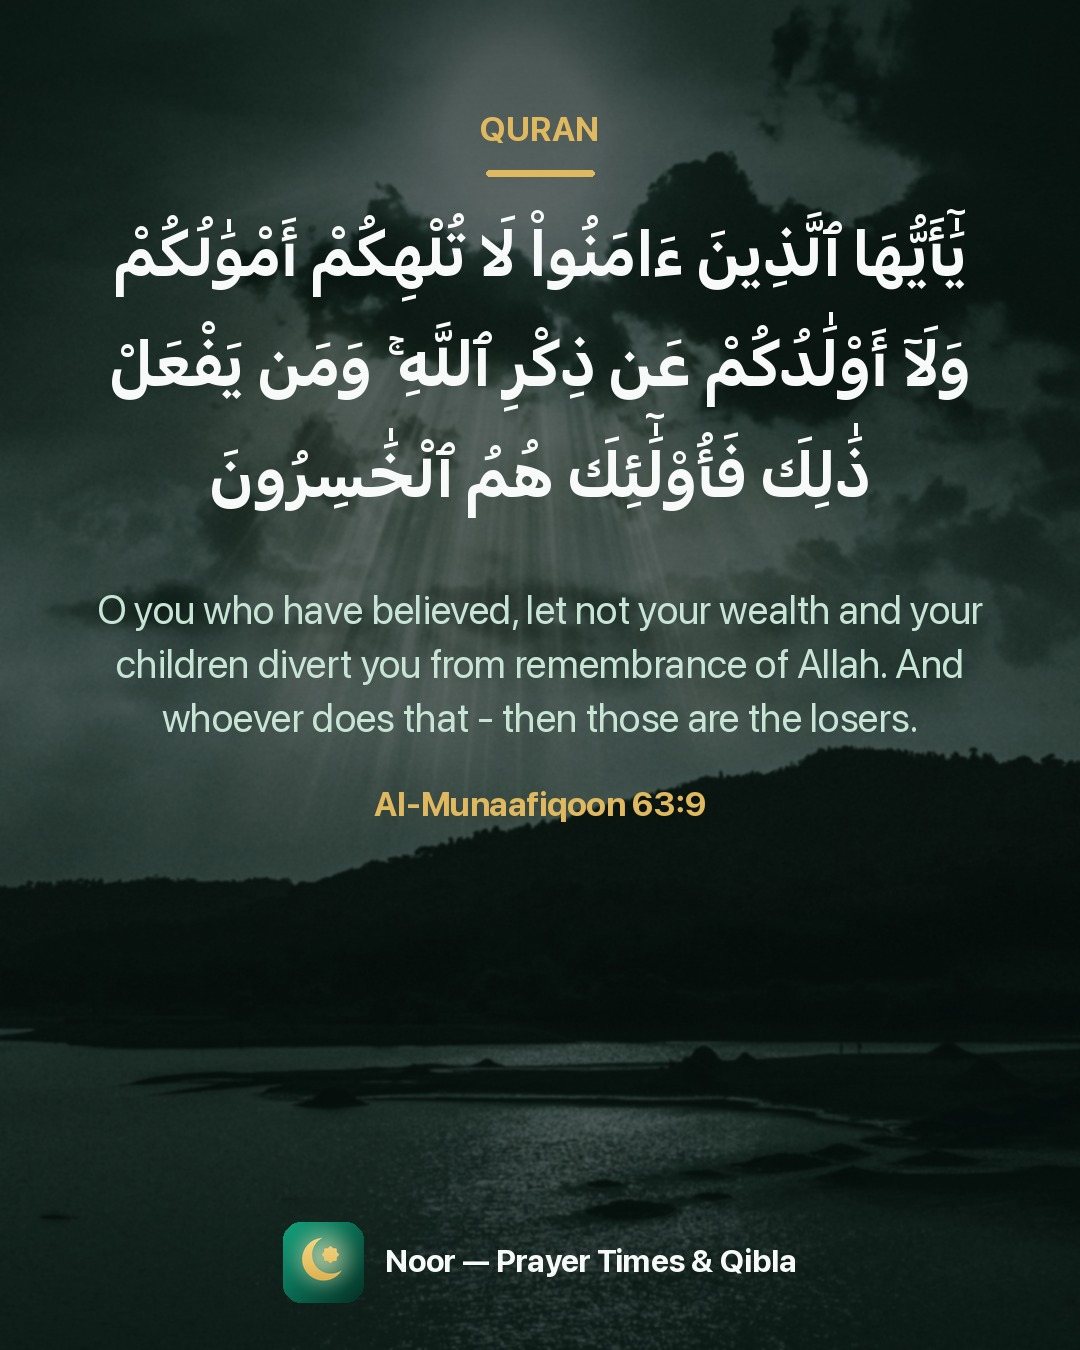 QURAN
يَٰٓأَيُّهَا ٱلَّذِينَ ءَامَنُوا۟ لَا تُلْهِكُمْ أَمْوَٰلُكُمْ
وَلَآ أَوْلَٰدُكُمْ عَن ذِكْرِ ٱللَّهِ ۚ وَمَن يَفْعَلْ
ذَٰلِكَ فَأُو۟لَٰٓئِكَ هُمُ ٱلْخَٰسِرُونَ
O you who have believed, let not your wealth and your
children divert you from remembrance of Allah. And
whoever does that - then those are the losers.
Al-Munaafiqoon 63:9
Noor — Prayer Times & Qibla